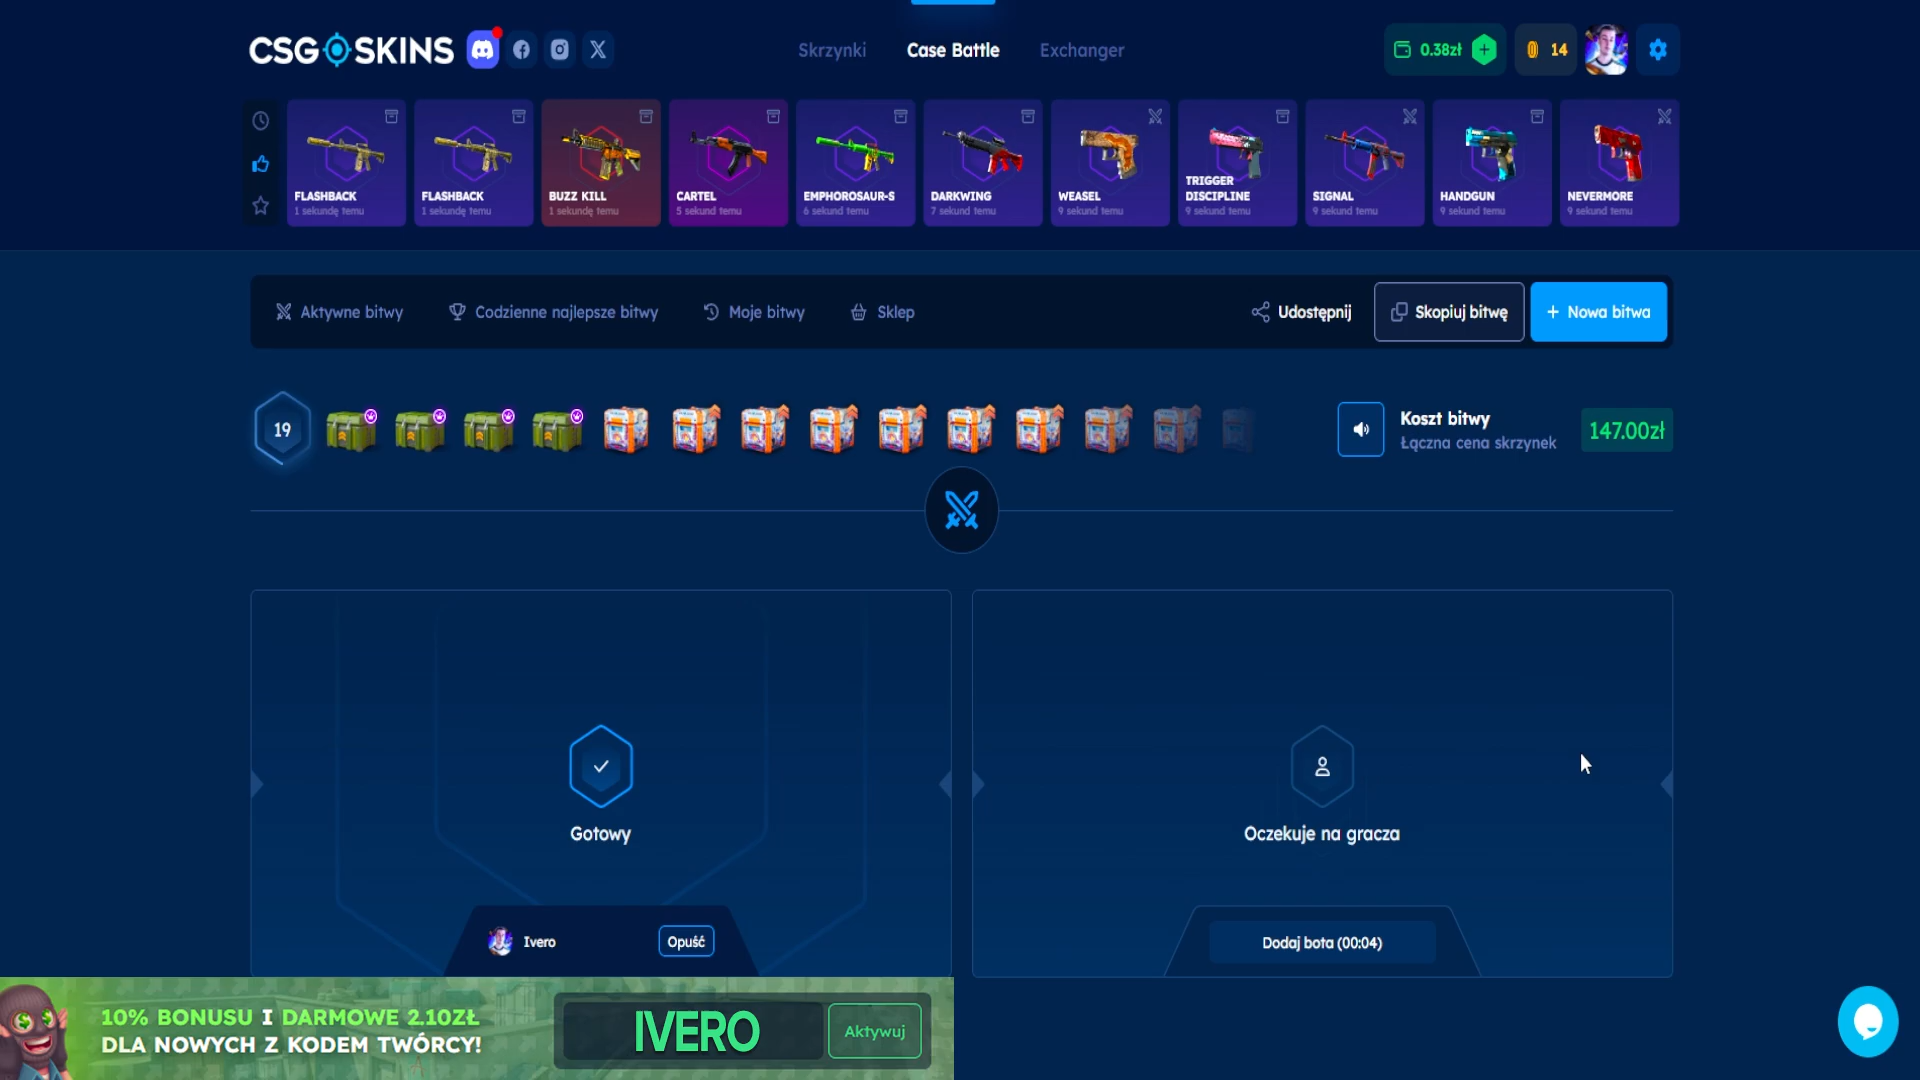 CSGOSKINS
Skrzynki
Case Battle
Exchanger
0.38zł
14
FLASHBACK
1 sekundę temu
FLASHBACK
1 sekundę temu
BUZZ KILL
1 sekundę temu
CARTEL
5 sekund temu
EMPHOROSAUR-S
6 sekund temu
DARKWING
7 sekund temu
WEASEL
9 sekund temu
TRIGGER
DISCIPLINE
9 sekund temu
SIGNAL
9 sekund temu
HANDGUN
9 sekund temu
NEVERMORE
9 sekund temu
Aktywne bitwy
Codzienne najlepsze bitwy
Moje bitwy
Sklep
Udostępnij
Skopiuj bitwę
+ Nowa bitwa
19
Koszt bitwy
Łączna cena skrzynek
147.00zł
Gotowy
Oczekuje na gracza
Ivero
Opuść
Dodaj bota (00:04)
10% BONUSU I DARMOWE 2.10ZŁ
DLA NOWYCH Z KODEM TWÓRCY!
IVERO
Aktywuj